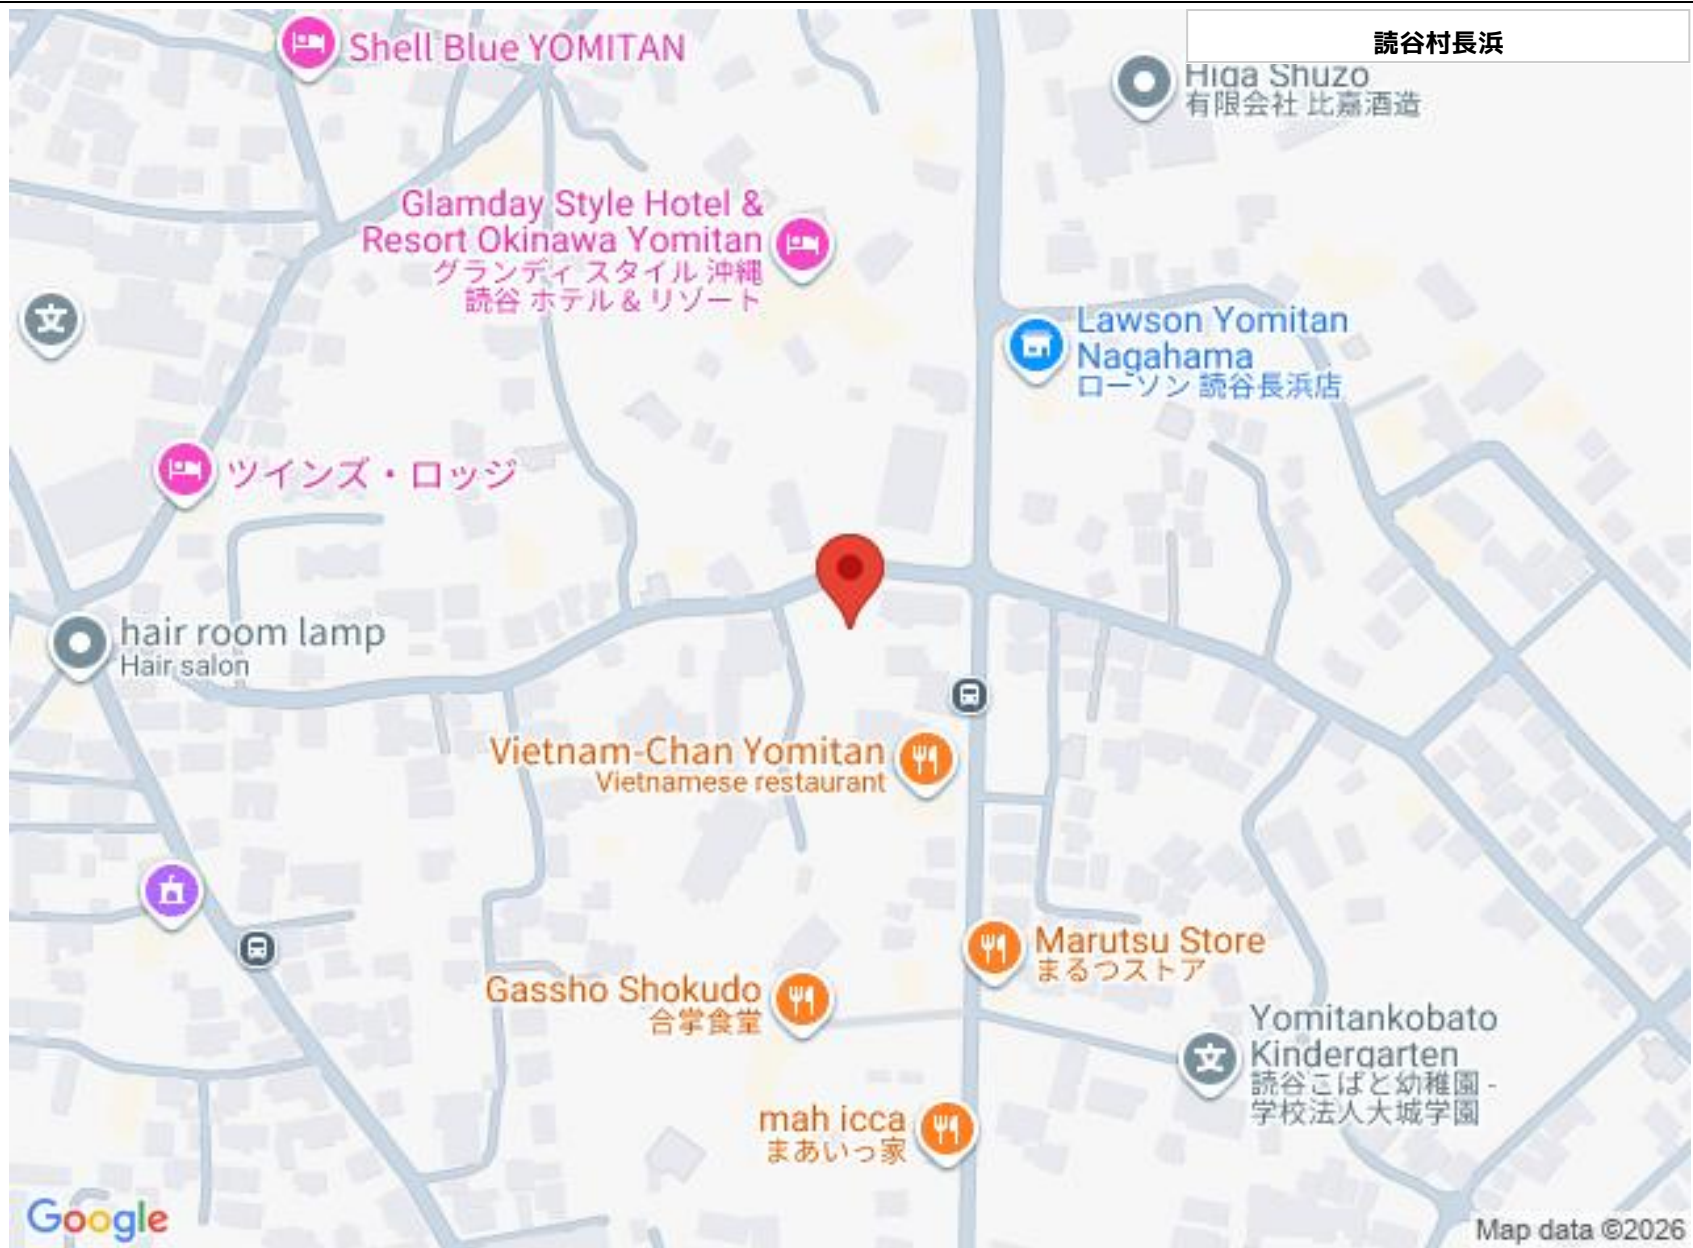 読谷村長浜
Shell Blue YOMITAN
Higa Shuzo
有限会社 比嘉酒造
Glamday Style Hotel &
Resort Okinawa Yomitan
グランディ スタイル 沖縄
読谷 ホテル & リゾート
Lawson Yomitan
Nagahama
ローソン 読谷長浜店
ツインズ・ロッジ
hair room lamp
Hair salon
Vietnam-Chan Yomitan
Vietnamese restaurant
Marutsu Store
まるつストア
Gassho Shokudo
合掌食堂
Yomitankobato
Kindergarten
読谷こばと幼稚園 -
学校法人大城学園
mah icca
まあいっ家
Google
Map data ©2026